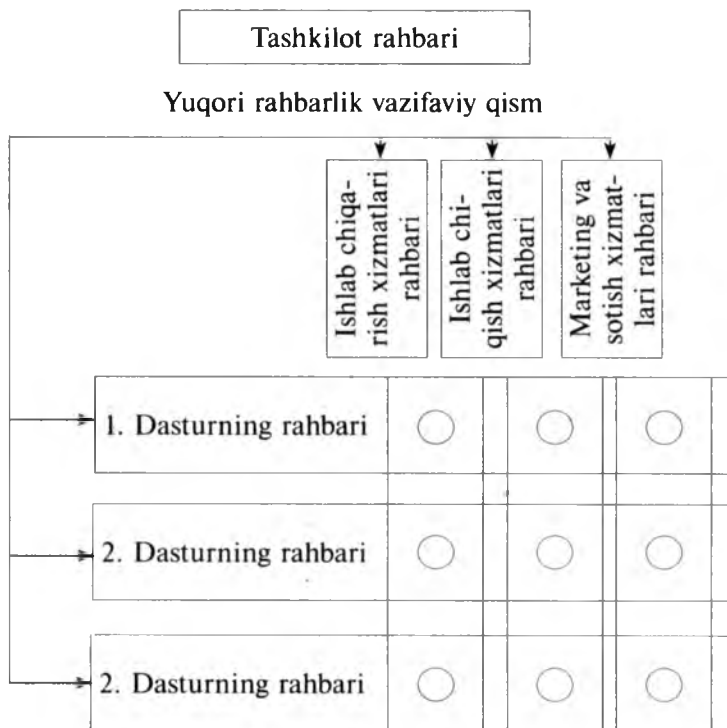 Tashkilot rahbari
Yuqori rahbarlik vazifaviy qism
Ishlab chiqa-
rish xizmatlari
rahbari
Ishlab chi-
qish xizmatlari
rahbari
Marketing va
sotish xizmat-
lari rahbari
1. Dasturning rahbari
2. Dasturning rahbari
2. Dasturning rahbari